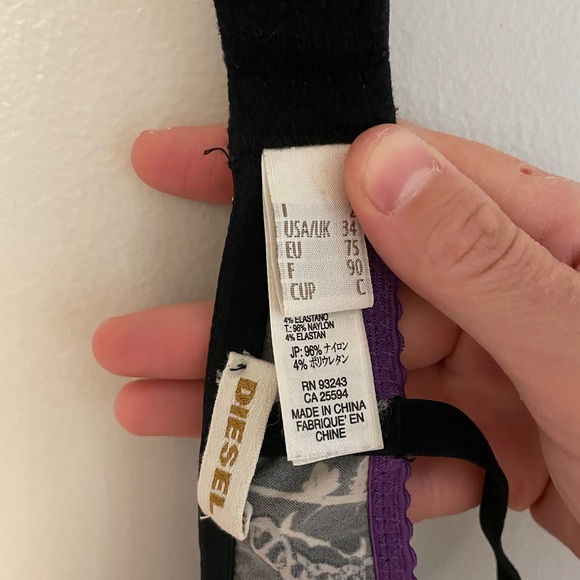 I
USA/UK 34
EU 75
F 90
CUP C
4% ELASTANO
T.: 96% NAYLON
4% ELASTAN
JP: 96% ナイロン
4% ポリウレタン
RN 93243
CA 25594
MADE IN CHINA
FABRIQUE' EN
CHINE
DIESEL